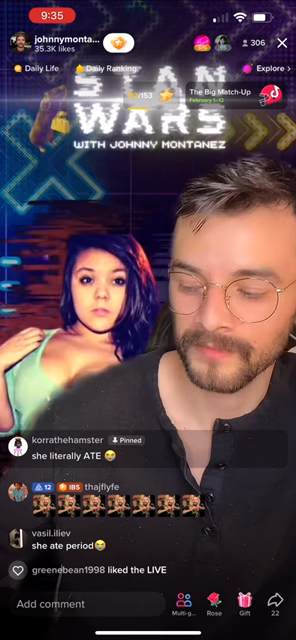 9:35
johnnymonta...
35.3K likes
306
Daily Life
Daily Ranking
Explore >
STAN
/153
The Big Match-Up
February 1–12
WARS
WITH JOHNNY MONTANEZ
korrathehamster Pinned
she literally ATE 😭
12 IBS thajflyfe
vasil.iliev
she ate period😭
greenebean1998 liked the LIVE
Add comment
Multi-g...
Rose
Gift
22